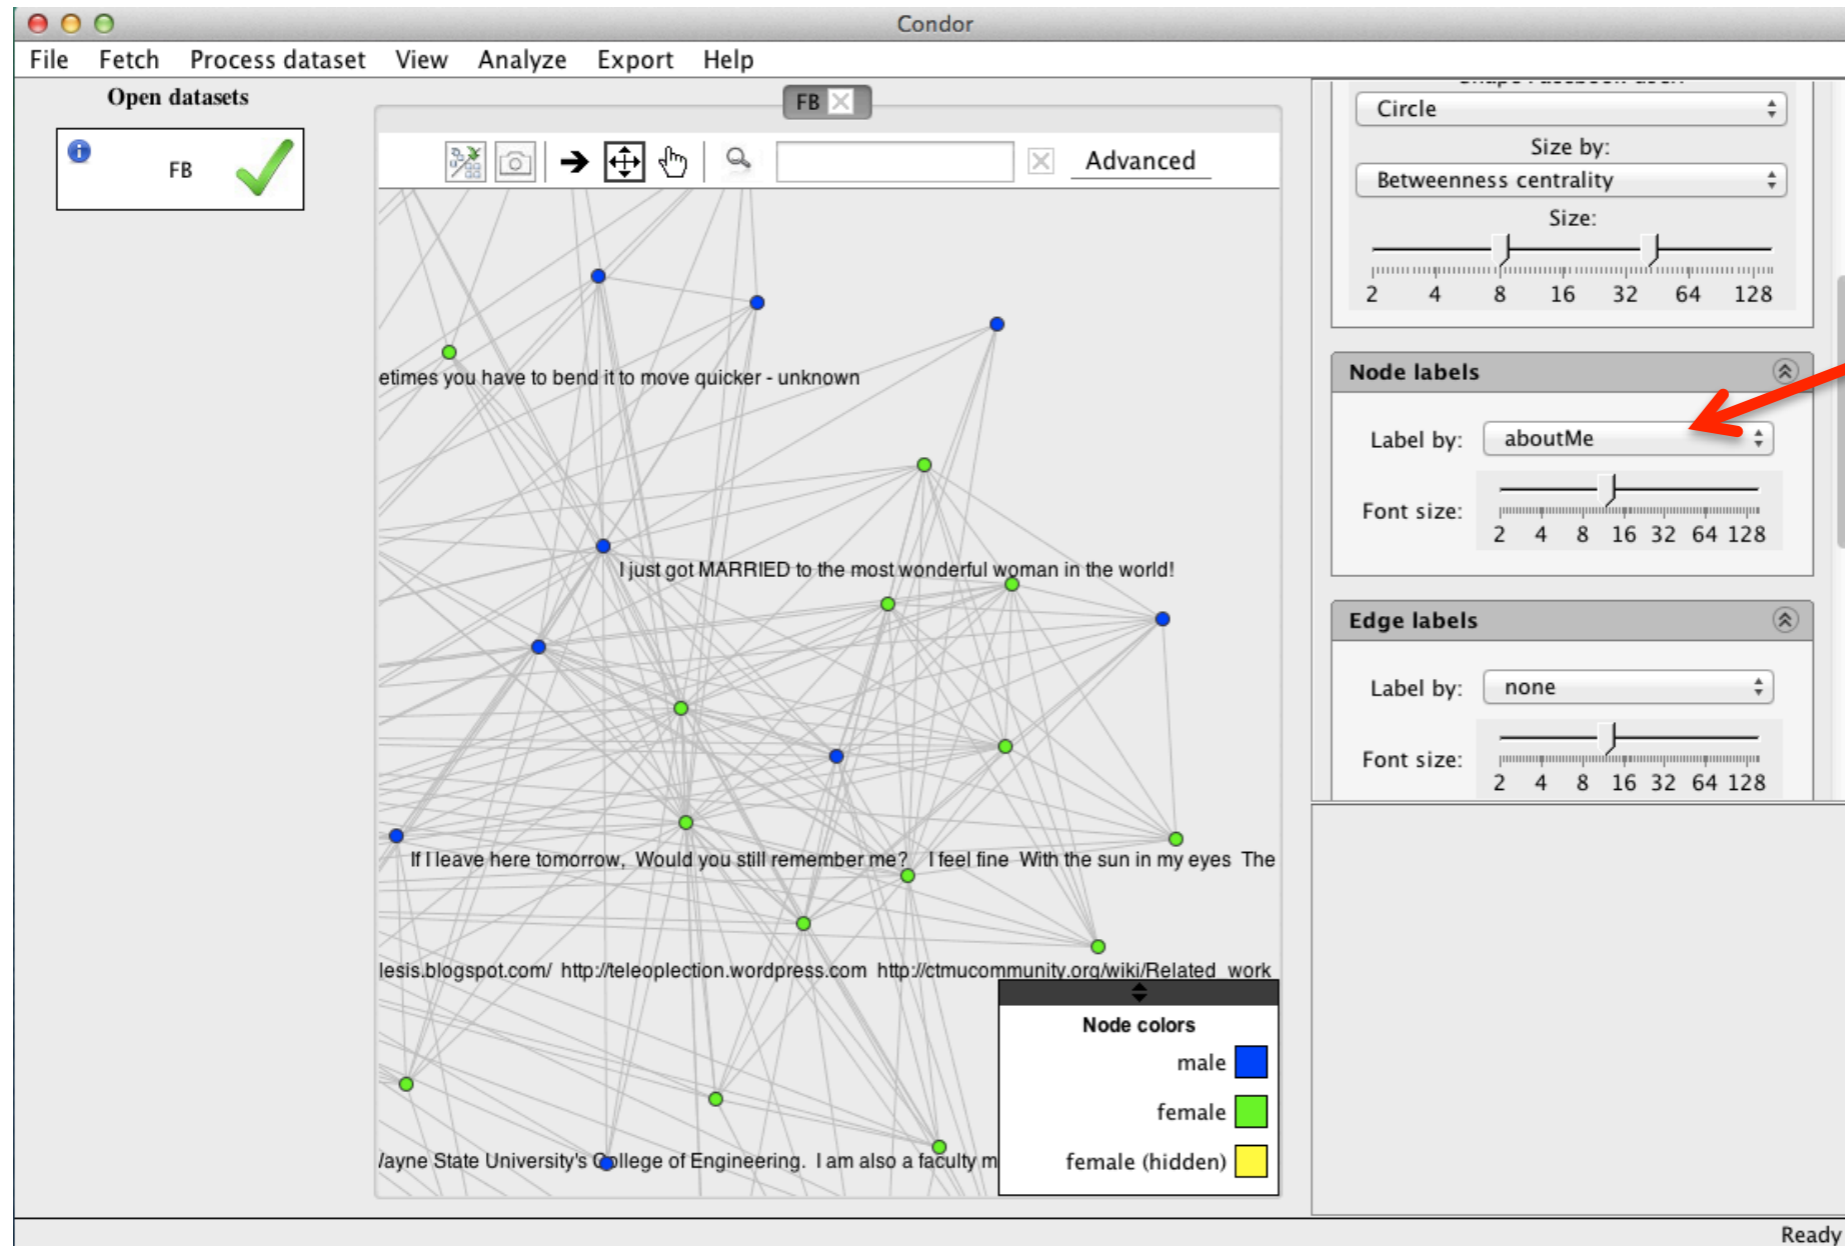 Condor
File Fetch Process dataset View Analyze Export Help
Open datasets
FB
FB
Advanced
etimes you have to bend it to move quicker - unknown
I just got MARRIED to the most wonderful woman in the world!
If I leave here tomorrow, Would you still remember me? I feel fine With the sun in my eyes The
lesis.blogspot.com/ http://teleoplection.wordpress.com http://ctmucommunity.org/wiki/Related_work
Wayne State University's College of Engineering. I am also a faculty m
Node colors
male
female
female (hidden)
Circle
Size by:
Betweenness centrality
Size:
2 4 8 16 32 64 128
Node labels
Label by: aboutMe
Font size:
2 4 8 16 32 64 128
Edge labels
Label by: none
Font size:
2 4 8 16 32 64 128
Ready